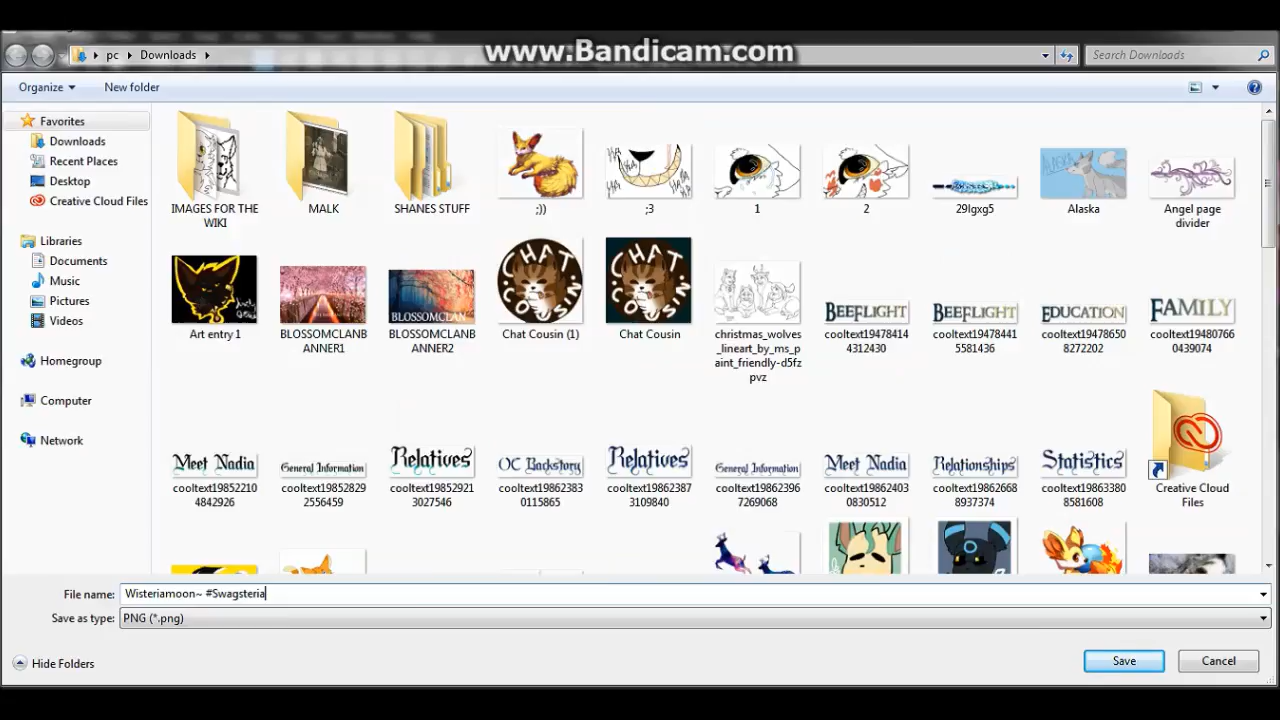 www.Bandicam.com
pc Downloads Search Downloads
Organize New folder
Favorites
Downloads
Recent Places
Desktop
Creative Cloud Files
Libraries
Documents
Music
Pictures
Videos
Homegroup
Computer
Network
IMAGES FOR THE WIKI
MALK
SHANES STUFF
;))
;3
1
2
29lgxg5
Alaska
Angel page divider
Art entry 1
BLOSSOMCLAN
BLOSSOMCLANB
ANNER1
BLOSSOMCLANB
ANNER2
CHAT COUSIN
Chat Cousin (1)
CHAT COUSIN
Chat Cousin
christmas_wolves
_lineart_by_ms_p
aint_friendly-d5fz
pvz
BEEFLIGHT
cooltext19478414
4312430
BEEFLIGHT
cooltext19478441
5581436
EDUCATION
cooltext19478650
8272202
FAMILY
cooltext19480766
0439074
Meet Nadia
cooltext19852210
4842926
General Information
cooltext19852829
2556459
Relatives
cooltext19852921
3027546
OC Backstory
cooltext19862383
0115865
Relatives
cooltext19862387
3109840
General Information
cooltext19862396
7269068
Meet Nadia
cooltext19862403
0830512
Relationships
cooltext19862668
8937374
Statistics
cooltext19863380
8581608
Creative Cloud
Files
File name: Wisteriamoon~ #Swagsteria
Save as type: PNG (*.png)
Hide Folders Save Cancel